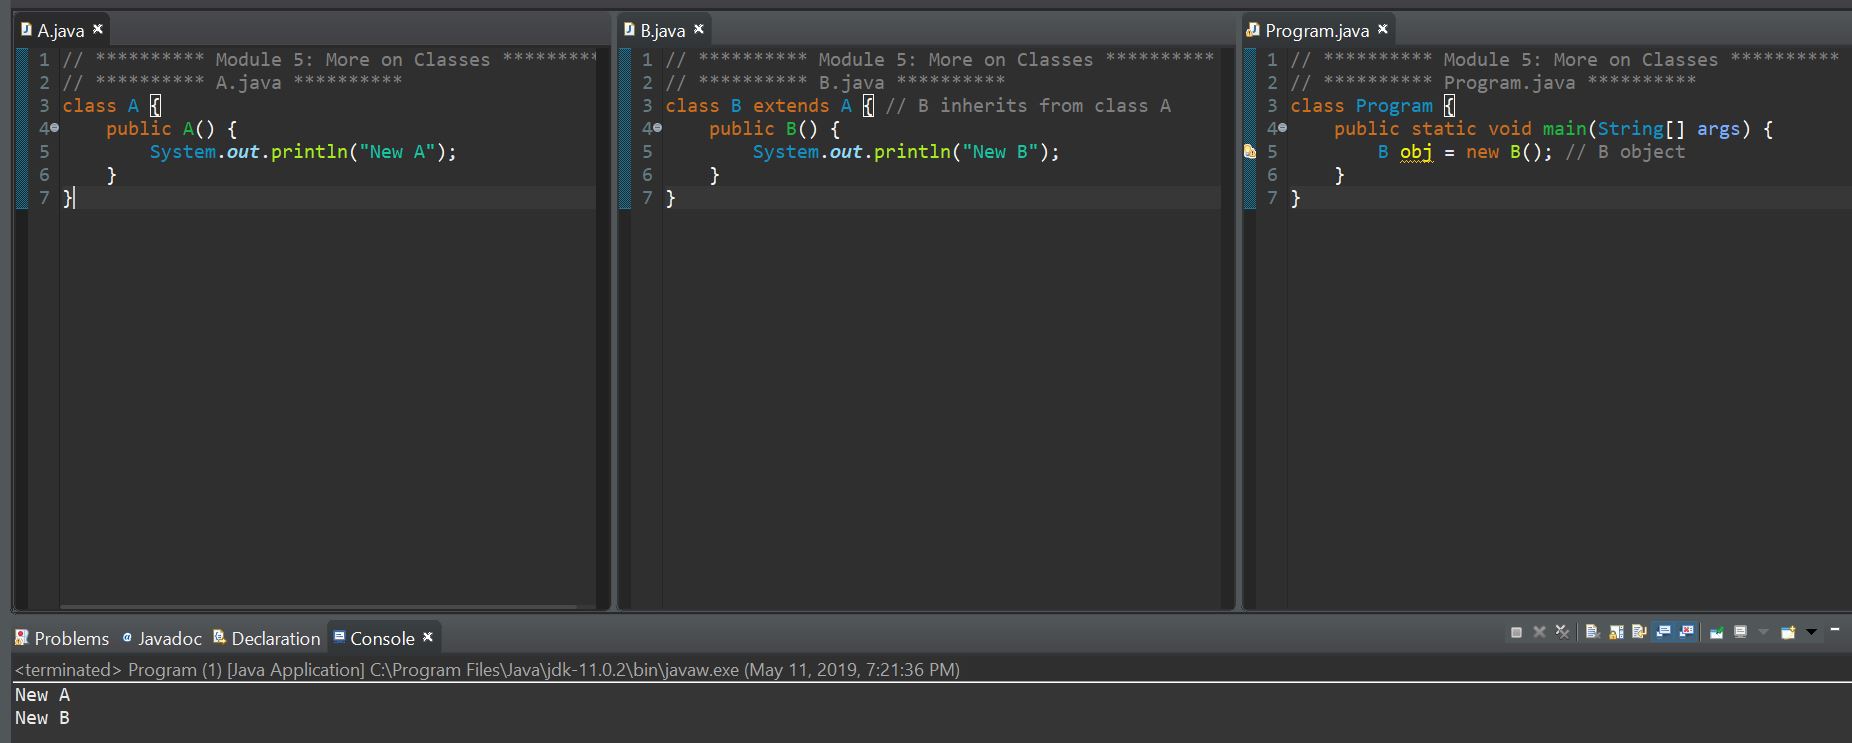 A.java
1 // ********** Module 5: More on Classes *********
2 // ********** A.java **********
3 class A {
4 public A() {
5 System.out.println("New A");
6 }
7 }
B.java
1 // ********** Module 5: More on Classes **********
2 // ********** B.java **********
3 class B extends A { // B inherits from class A
4 public B() {
5 System.out.println("New B");
6 }
7 }
Program.java
1 // ********** Module 5: More on Classes **********
2 // ********** Program.java **********
3 class Program {
4 public static void main(String[] args) {
5 B obj = new B(); // B object
6 }
7 }
Problems @ Javadoc Declaration Console
<terminated> Program (1) [Java Application] C:\Program Files\Java\jdk-11.0.2\bin\javaw.exe (May 11, 2019, 7:21:36 PM)
New A
New B